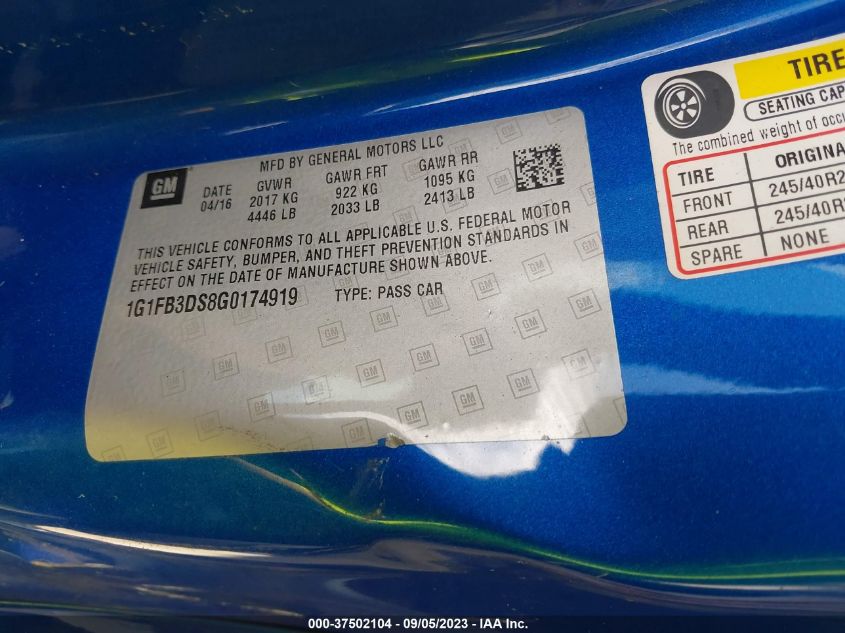 GM
MFD BY GENERAL MOTORS LLC
DATE GVWR GAWR FRT GAWR RR
04/16 2017 KG 922 KG 1095 KG
4446 LB 2033 LB 2413 LB
THIS VEHICLE CONFORMS TO ALL APPLICABLE U.S. FEDERAL MOTOR
VEHICLE SAFETY, BUMPER, AND THEFT PREVENTION STANDARDS IN
EFFECT ON THE DATE OF MANUFACTURE SHOWN ABOVE.
1G1FB3DS8G0174919 TYPE: PASS CAR
TIRE
SEATING CAP
The combined weight of occu
TIRE ORIGINA
FRONT 245/40R2
REAR 245/40R
SPARE NONE
000-37502104 - 09/05/2023 - IAA Inc.